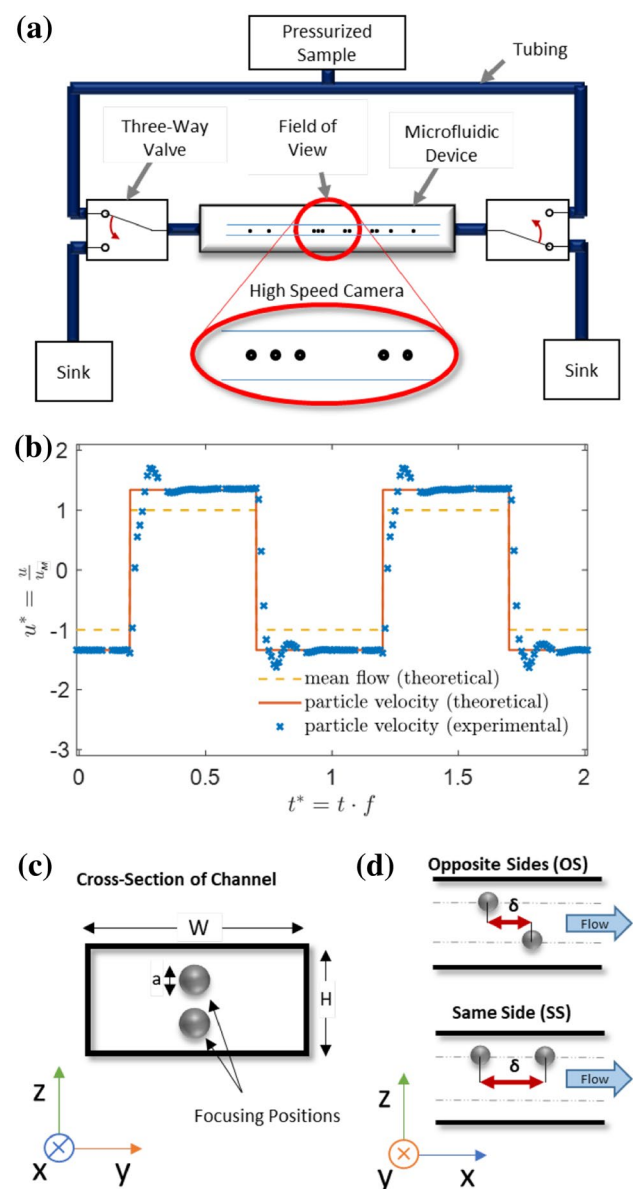 (a)
Pressurized
Sample
Tubing
Three-Way
Valve
Field of
View
Microfluidic
Device
High Speed Camera
Sink
Sink
(b)
2
1
0
-1
-2
-3
u* = u/u_M
mean flow (theoretical)
particle velocity (theoretical)
particle velocity (experimental)
0
0.5
1
1.5
2
t* = t · f
(c)
Cross-Section of Channel
W
a
H
Focusing Positions
z
x
y
(d)
Opposite Sides (OS)
δ
Flow
Same Side (SS)
δ
Flow
z
y
x